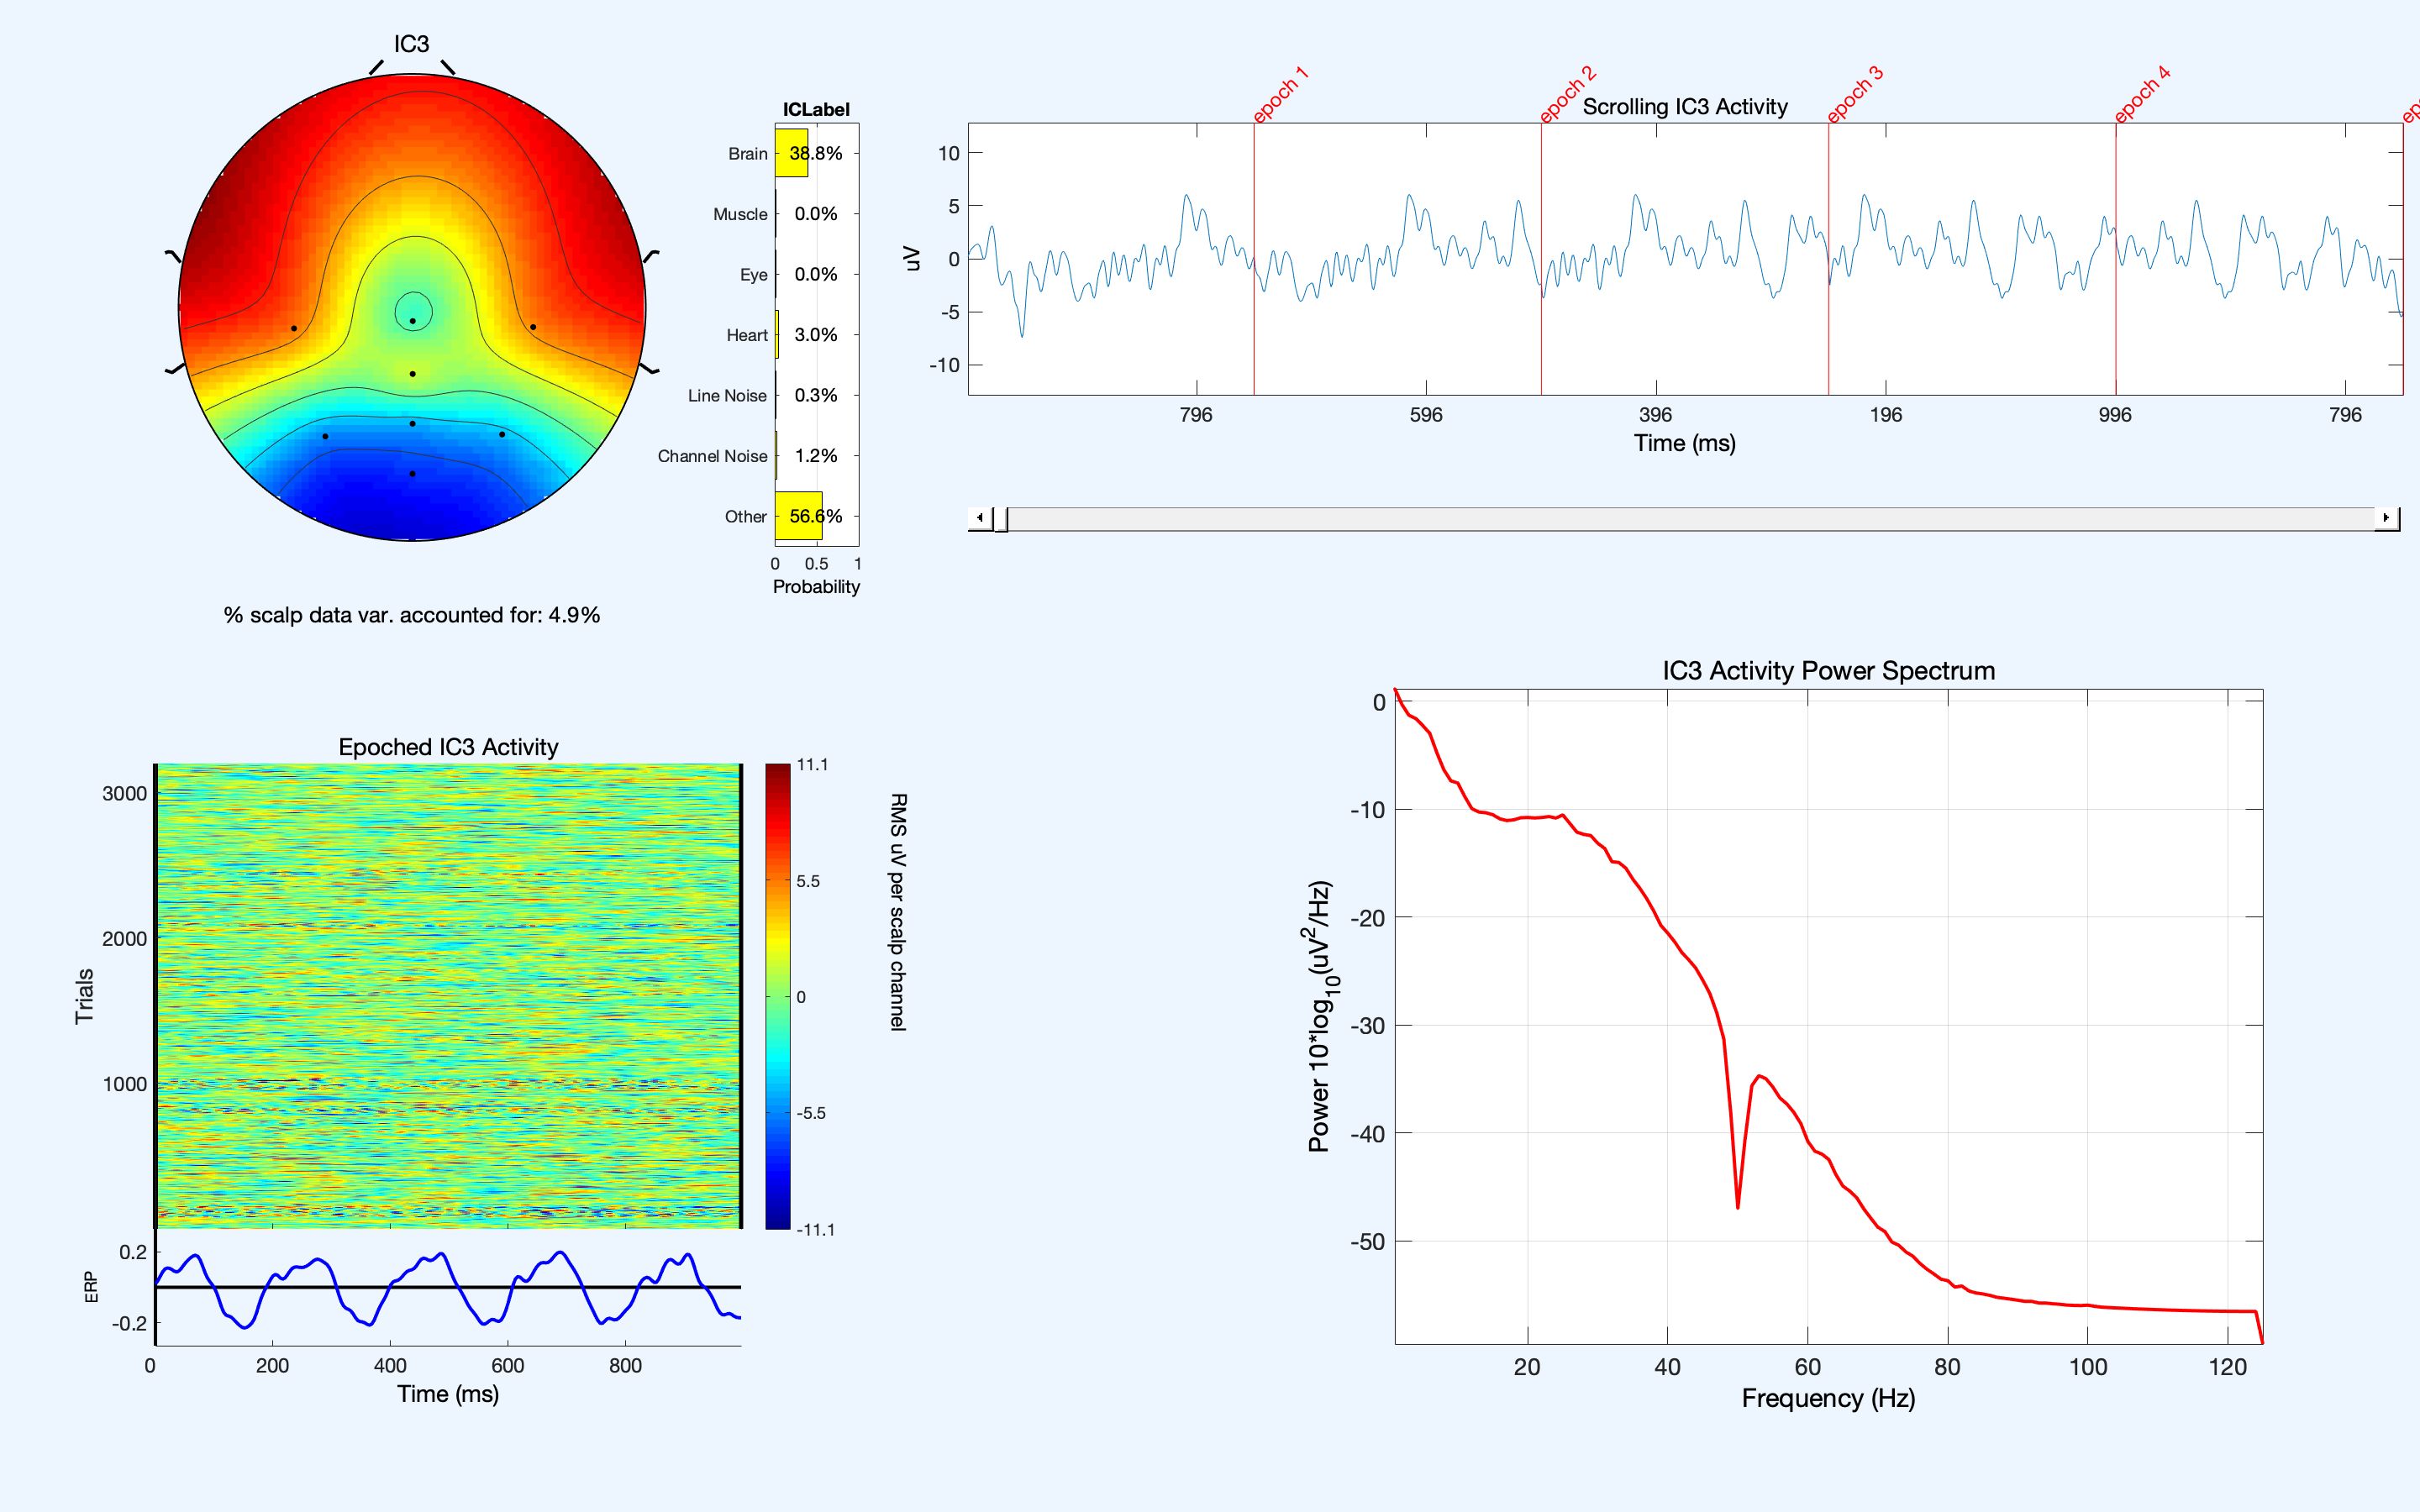 IC3
ICLabel
Brain 38.8%
Muscle 0.0%
Eye 0.0%
Heart 3.0%
Line Noise 0.3%
Channel Noise 1.2%
Other 56.6%
0 0.5 1
Probability
% scalp data var. accounted for: 4.9%
epoch 1
epoch 2
epoch 3
epoch 4
Scrolling IC3 Activity
10
5
0
-5
-10
uV
796 596 396 196 996 796
Time (ms)
Epoched IC3 Activity
3000
2000
1000
Trials
11.1
5.5
0
-5.5
-11.1
RMS uV per scalp channel
0.2
-0.2
ERP
0 200 400 600 800
Time (ms)
IC3 Activity Power Spectrum
0
-10
-20
-30
-40
-50
Power 10*log10(uV2/Hz)
20 40 60 80 100 120
Frequency (Hz)